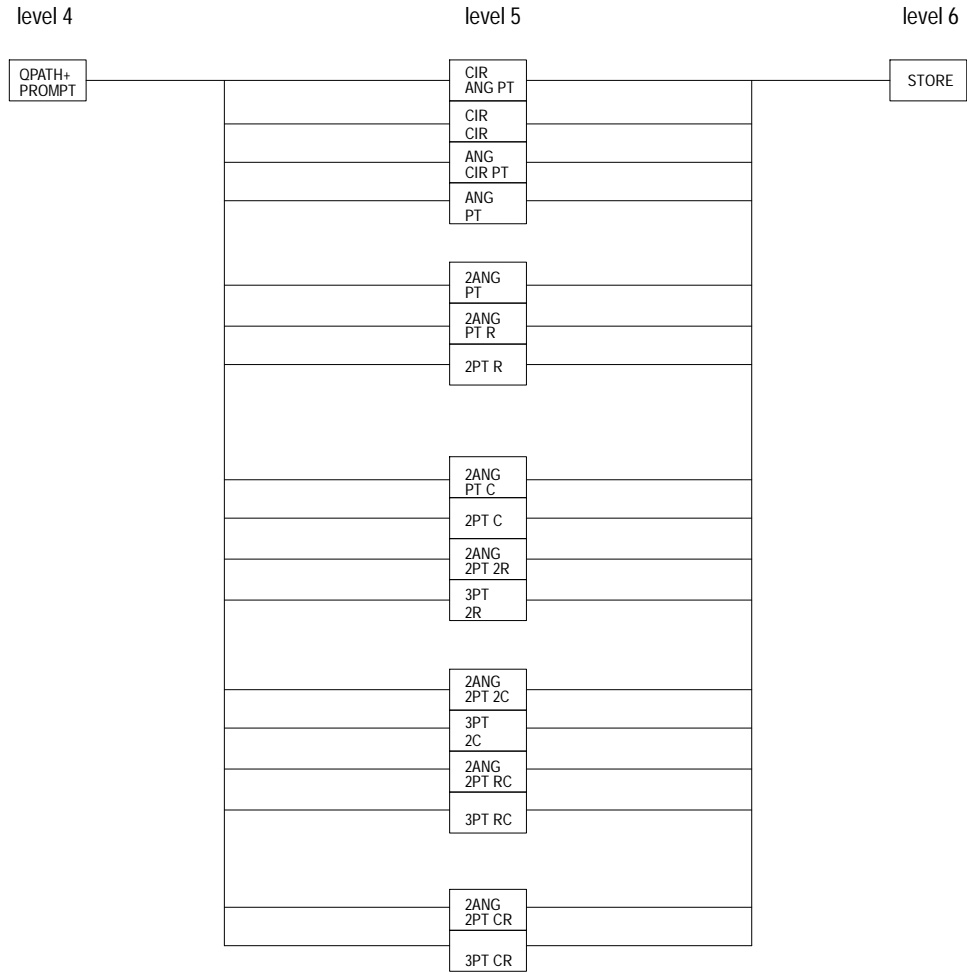 level 4
level 5
level 6
QPATH+
PROMPT
CIR
ANG PT
STORE
CIR
CIR
ANG
CIR PT
ANG
PT
2ANG
PT
2ANG
PT R
2PT R
2ANG
PT C
2PT C
2ANG
2PT 2R
3PT
2R
2ANG
2PT 2C
3PT
2C
2ANG
2PT RC
3PT RC
2ANG
2PT CR
3PT CR